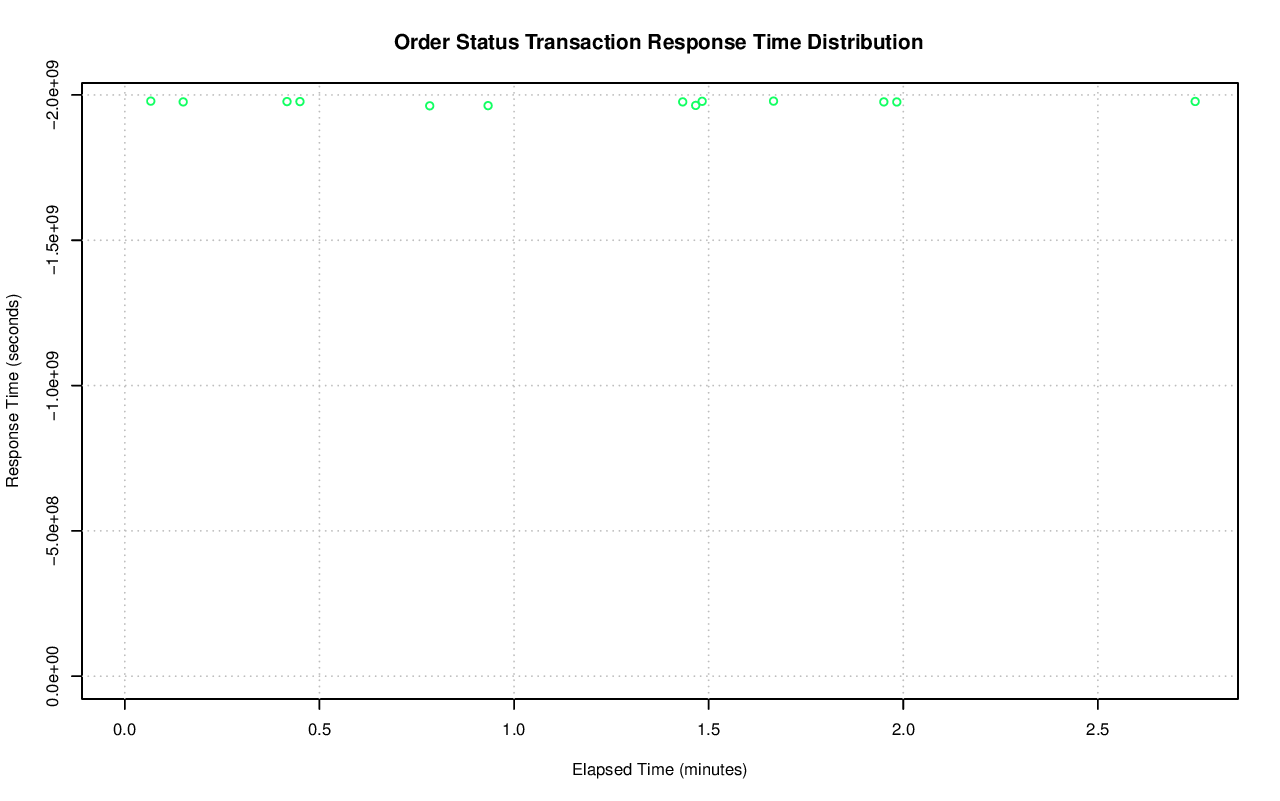 Order Status Transaction Response Time Distribution
−2.0e+09
−1.5e+09
−1.0e+09
−5.0e+08
0.0e+00
Response Time (seconds)
0.0 0.5 1.0 1.5 2.0 2.5
Elapsed Time (minutes)